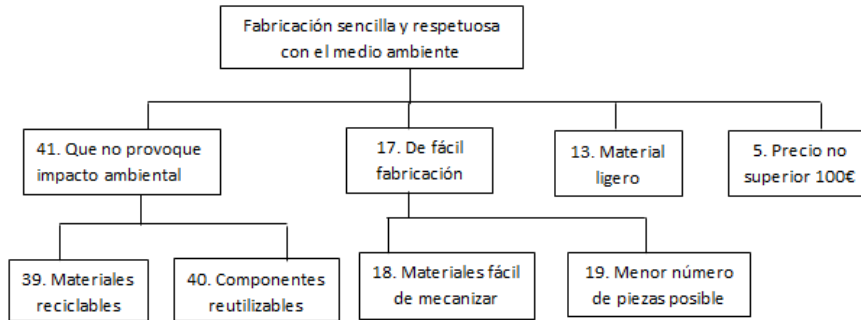 Fabricación sencilla y respetuosa
con el medio ambiente
41. Que no provoque
impacto ambiental
17. De fácil
fabricación
13. Material
ligero
5. Precio no
superior 100€
39. Materiales
reciclables
40. Componentes
reutilizables
18. Materiales fácil
de mecanizar
19. Menor número
de piezas posible